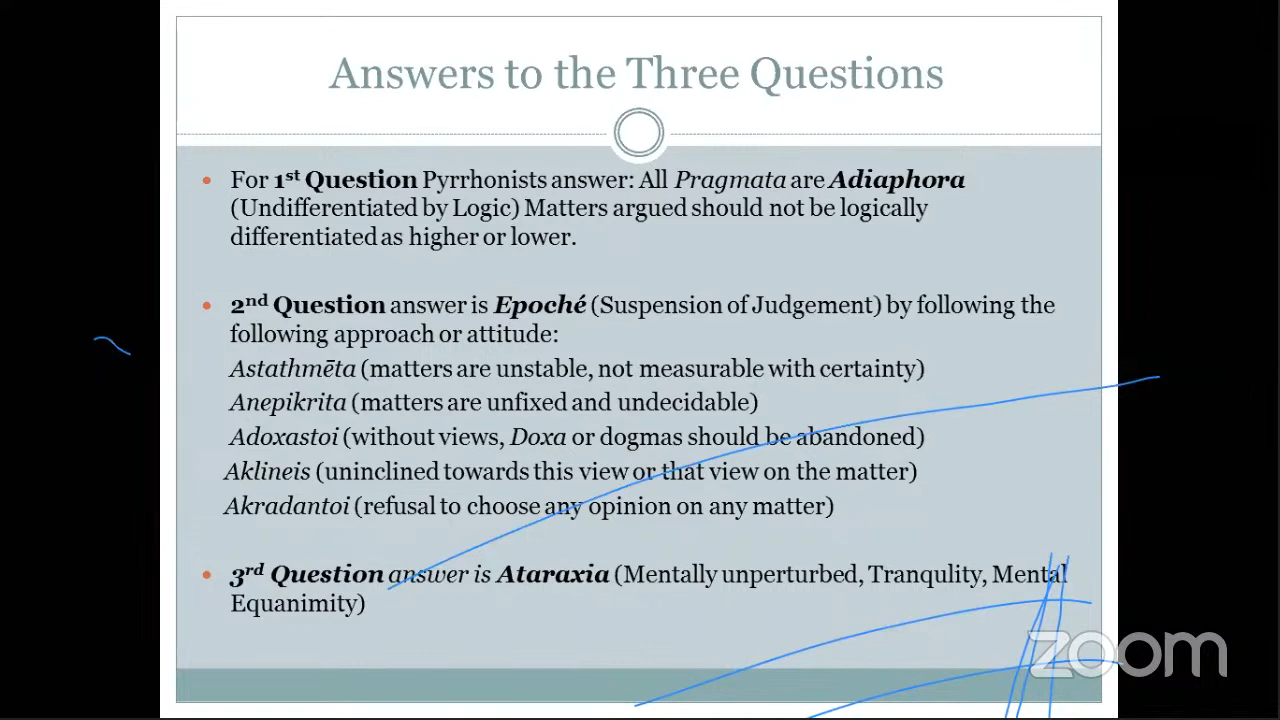 Answers to the Three Questions
• For 1st Question Pyrrhonists answer: All Pragmata are Adiaphora
(Undifferentiated by Logic) Matters argued should not be logically
differentiated as higher or lower.
• 2nd Question answer is Epoché (Suspension of Judgement) by following the
following approach or attitude:
Astathmēta (matters are unstable, not measurable with certainty)
Anepikrita (matters are unfixed and undecidable)
Adoxastoi (without views, Doxa or dogmas should be abandoned)
Aklineis (uninclined towards this view or that view on the matter)
Akradantoi (refusal to choose any opinion on any matter)
• 3rd Question answer is Ataraxia (Mentally unperturbed, Tranqulity, Mental
Equanimity)
zoom